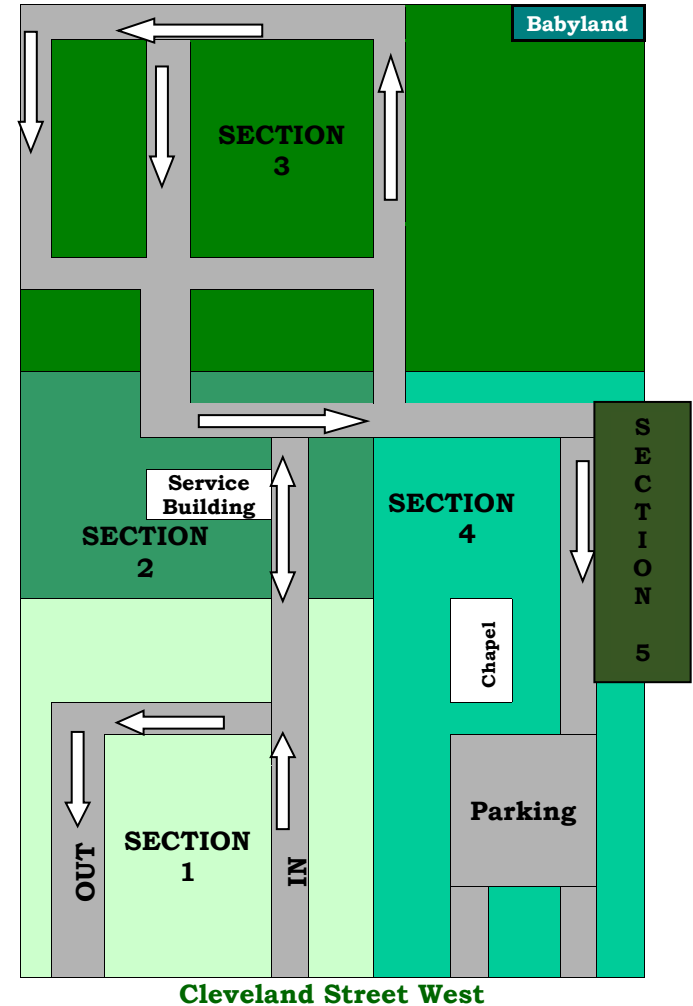 Babyland
SECTION
3
S
E
C
T
I
O
N
5
Service
Building
SECTION
2
SECTION
4
Chapel
Parking
SECTION
1
OUT
IN
Cleveland Street West